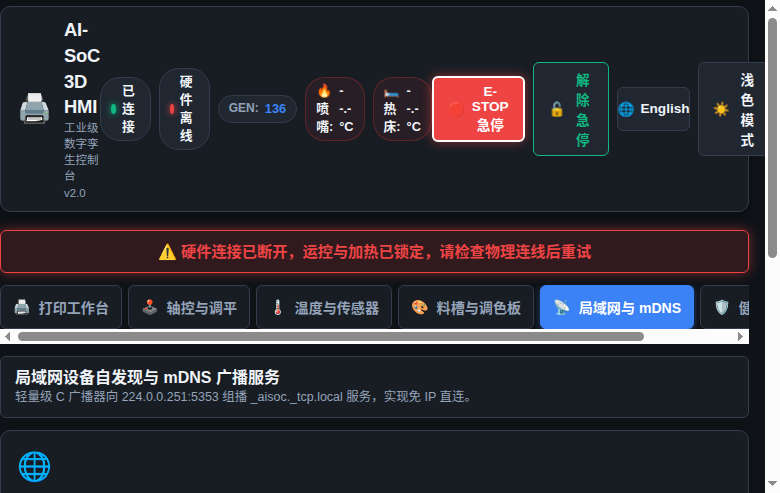 AI-
SoC
3D
HMI
工业级
数字孪
生控制
台
v2.0
已
连
接
硬
件
离
线
GEN: 136
喷
嘴:
-
-.-
°C
热
床:
-
-.-
°C
E-
STOP
急停
解
除
急
停
English
浅
色
模
式
硬件连接已断开，运控与加热已锁定，请检查物理连线后重试
打印工作台
轴控与调平
温度与传感器
料槽与调色板
局域网与 mDNS
健
局域网设备自发现与 mDNS 广播服务
轻量级 C 广播器向 224.0.0.251:5353 组播 _aisoc._tcp.local 服务，实现免 IP 直连。